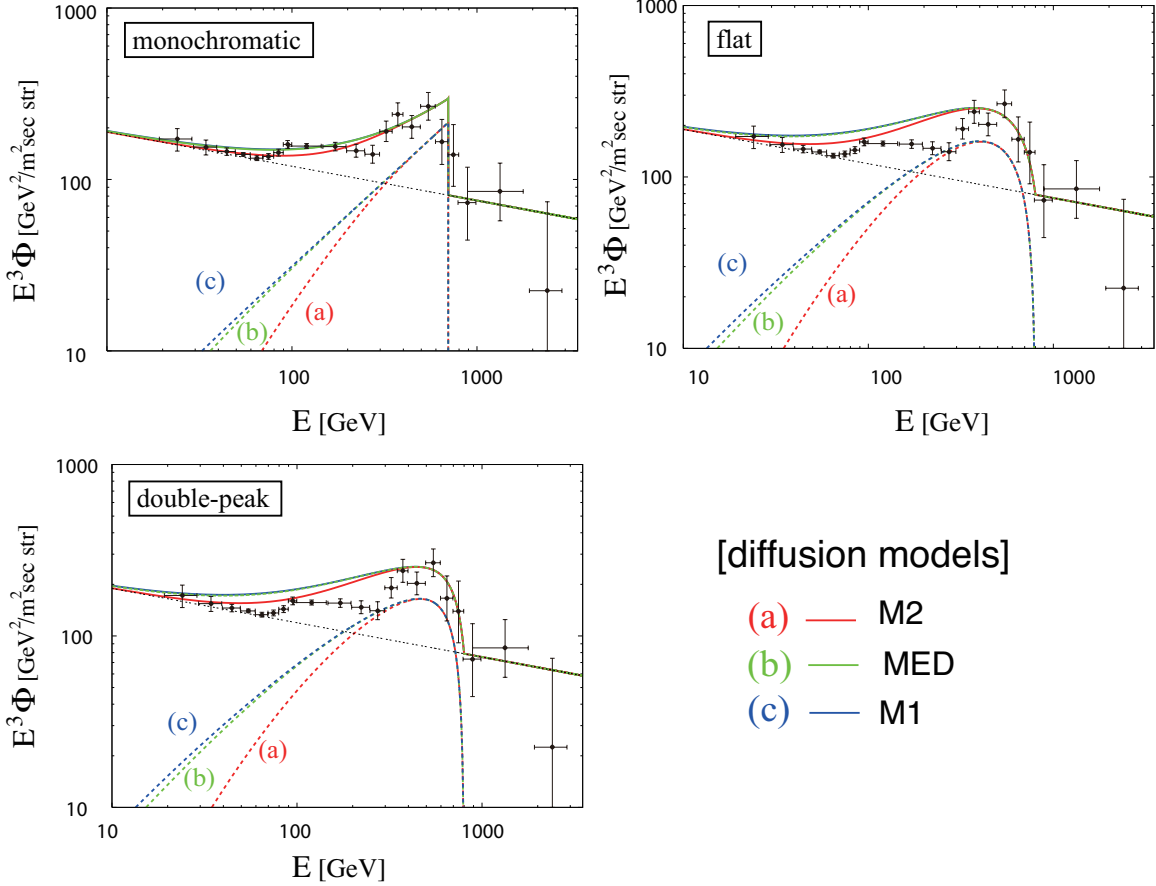 1000
monochromatic
E³Φ [GeV²/m²sec str]
100
(c)
(b)
(a)
10
100
1000
E [GeV]
1000
flat
E³Φ [GeV²/m²sec str]
100
(c)
(b)
(a)
10
10
100
1000
E [GeV]
1000
double-peak
E³Φ [GeV²/m²sec str]
100
(c)
(b)
(a)
10
10
100
1000
E [GeV]
[diffusion models]
(a) M2
(b) MED
(c) M1